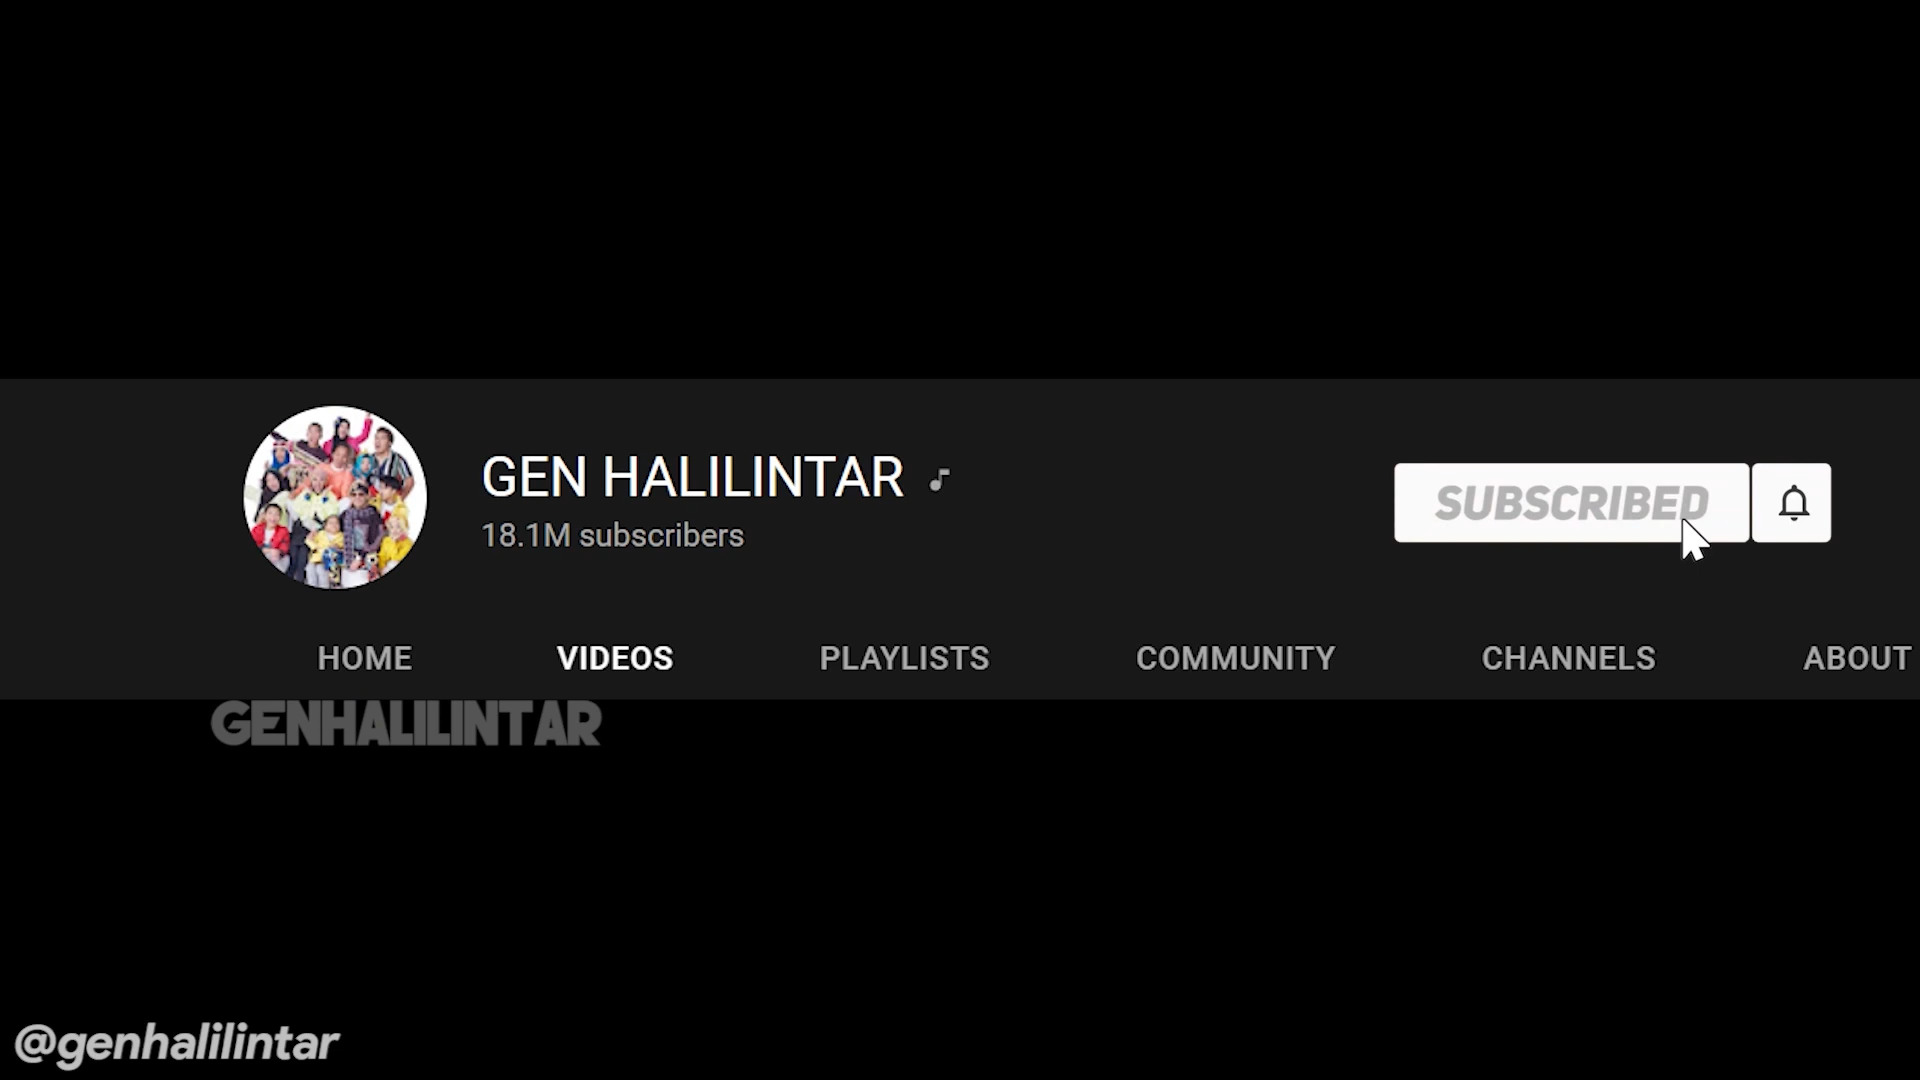 GEN HALILINTAR
18.1M subscribers
SUBSCRIBED
HOME VIDEOS PLAYLISTS COMMUNITY CHANNELS ABOUT
GENHALILINTAR
@genhalilintar